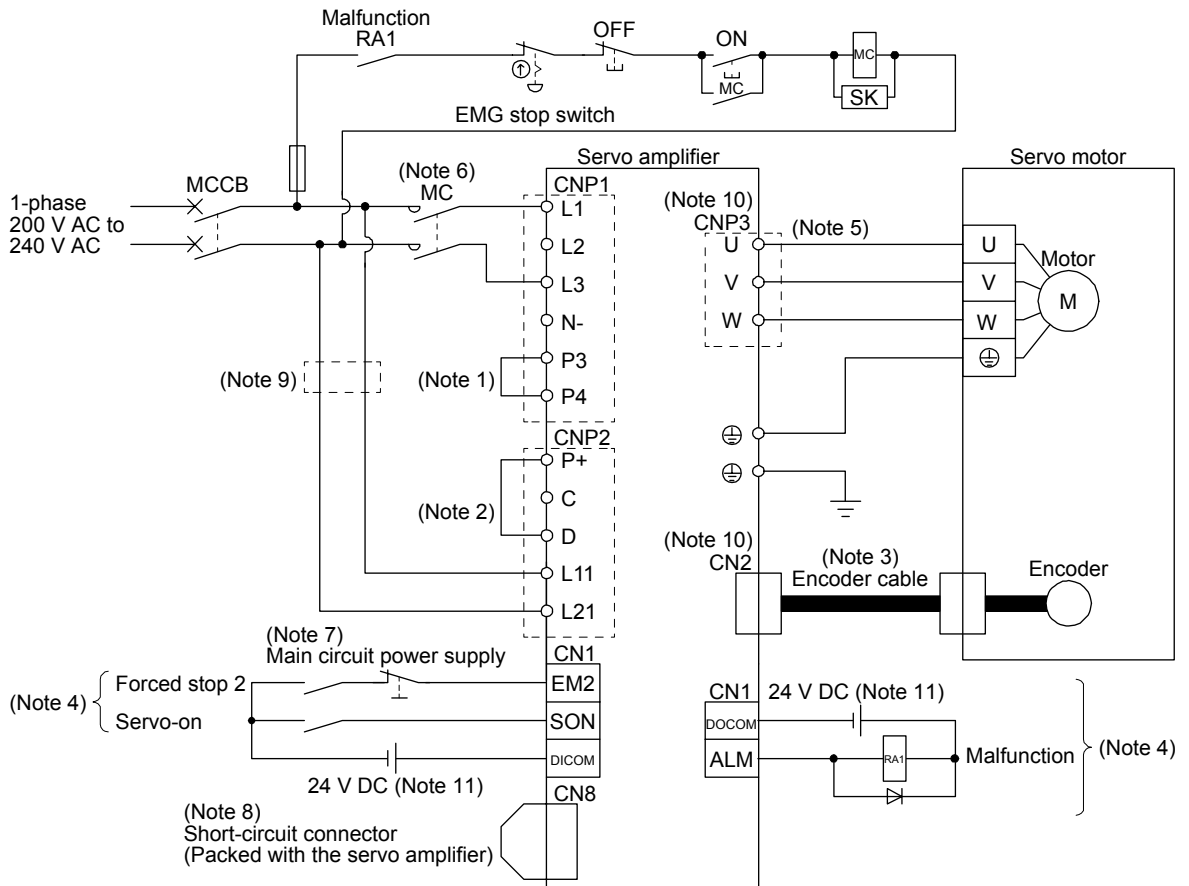 Malfunction
RA1
OFF
ON
MC
MC
SK
EMG stop switch
Servo amplifier
Servo motor
MCCB
(Note 6)
MC
CNP1
1-phase
200 V AC to
240 V AC
L1
L2
L3
N-
P3
P4
(Note 10)
CNP3
U
V
W
(Note 5)
U
V
W
Motor
M
(Note 9)
(Note 1)
CNP2
P+
C
D
L11
L21
(Note 2)
(Note 10)
CN2
(Note 3)
Encoder cable
Encoder
(Note 7)
Main circuit power supply
CN1
(Note 4)
Forced stop 2
EM2
Servo-on
SON
DICOM
24 V DC (Note 11)
CN1
24 V DC (Note 11)
DOCOM
ALM
RA1
Malfunction
(Note 4)
CN8
(Note 8)
Short-circuit connector
(Packed with the servo amplifier)